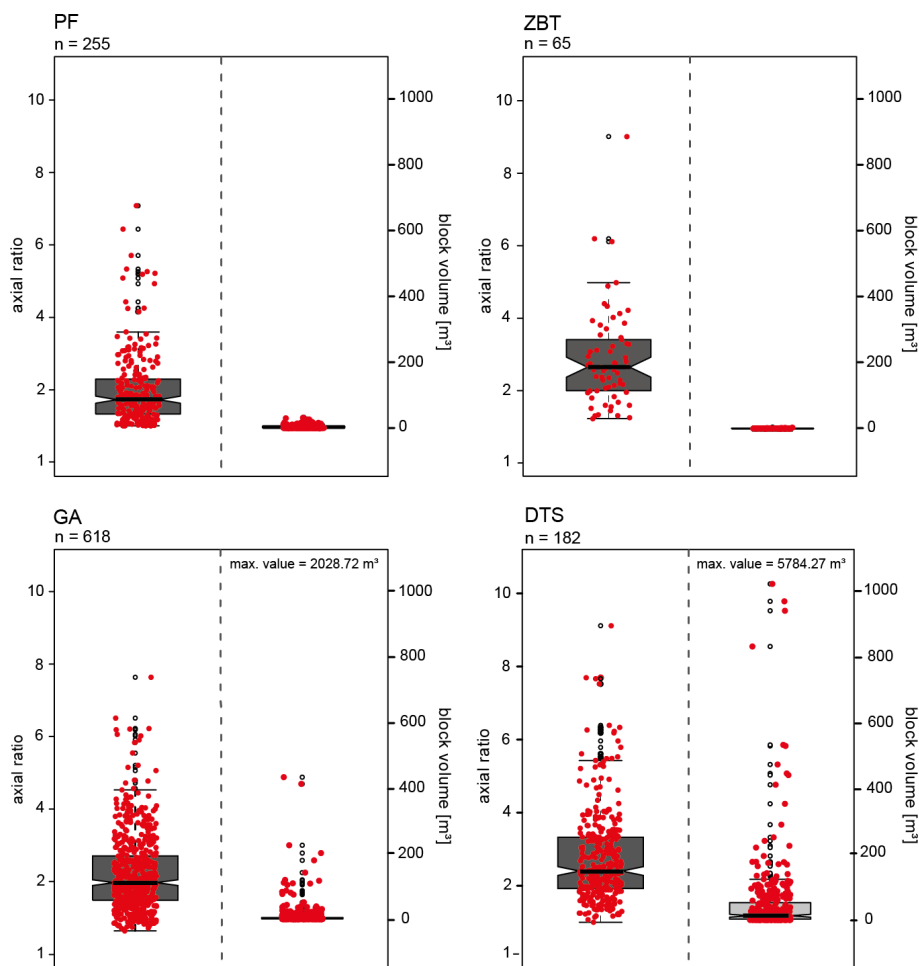 PF
n = 255
10
8
6
4
2
1
axial ratio
1000
800
600
400
200
0
block volume [m³]
ZBT
n = 65
10
8
6
4
2
1
axial ratio
1000
800
600
400
200
0
block volume [m³]
GA
n = 618
max. value = 2028.72 m³
10
8
6
4
2
1
axial ratio
1000
800
600
400
200
0
block volume [m³]
DTS
n = 182
max. value = 5784.27 m³
10
8
6
4
2
1
axial ratio
1000
800
600
400
200
0
block volume [m³]